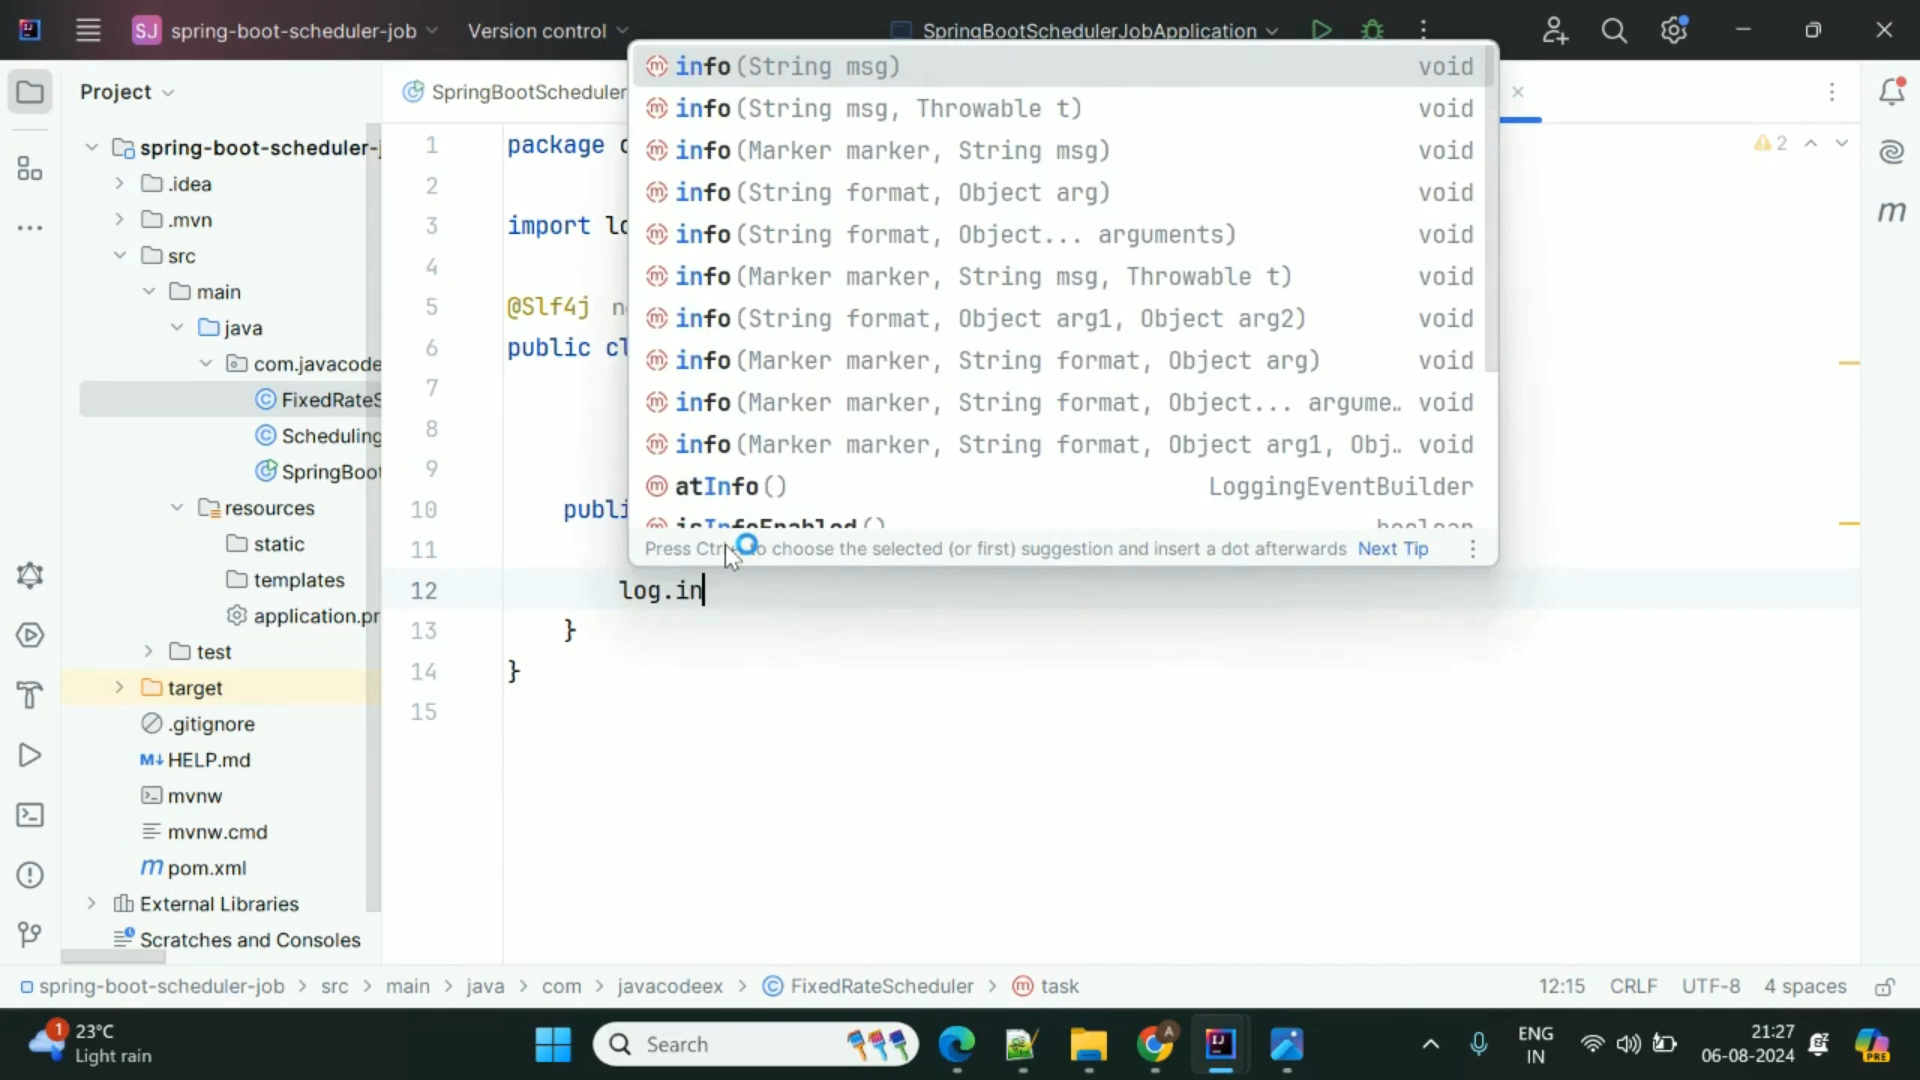 SJ spring-boot-scheduler-job Version control SpringBootSchedulerJobApplication
Project
SpringBootScheduler
spring-boot-scheduler-j
.idea
.mvn
src
main
java
com.javacode
FixedRateS
Scheduling
SpringBoot
resources
static
templates
application.pr
test
target
.gitignore
M↓ HELP.md
mvnw
mvnw.cmd
m pom.xml
External Libraries
Scratches and Consoles
1 package c
2
3 import lo
4
5 @Slf4j n
6 public cl
7
8
9
10 publi
11
12 log.in
13 }
14 }
15
info(String msg) void
info(String msg, Throwable t) void
info(Marker marker, String msg) void
info(String format, Object arg) void
info(String format, Object... arguments) void
info(Marker marker, String msg, Throwable t) void
info(String format, Object arg1, Object arg2) void
info(Marker marker, String format, Object arg) void
info(Marker marker, String format, Object... argume.. void
info(Marker marker, String format, Object arg1, Obj.. void
atInfo() LoggingEventBuilder
isInfoEnabled() boolean
Press to choose the selected (or first) suggestion and insert a dot afterwards Next Tip
2
m
spring-boot-scheduler-job > src > main > java > com > javacodeex > FixedRateScheduler > task
12:15 CRLF UTF-8 4 spaces
1 23°C
Light rain
Search
ENG
IN
21:27
06-08-2024
PRE